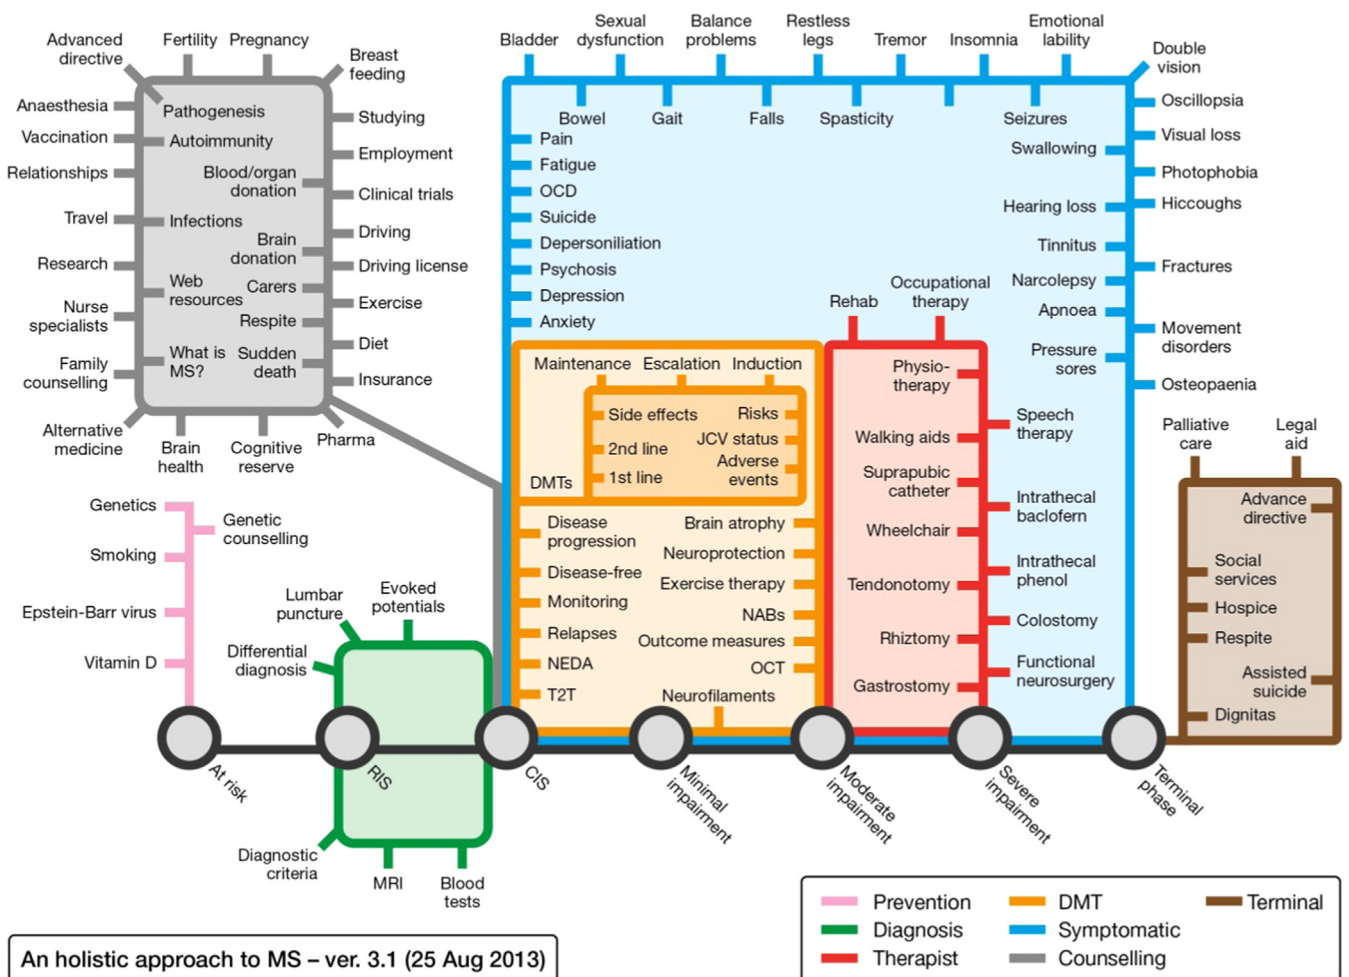 Advanced
directive
Fertility
Pregnancy
Breast
feeding
Anaesthesia
Vaccination
Relationships
Travel
Research
Nurse
specialists
Family
counselling
Alternative
medicine
Pathogenesis
Autoimmunity
Blood/organ
donation
Infections
Brain
donation
Web
resources
Carers
Respite
What is
MS?
Sudden
death
Studying
Employment
Clinical trials
Driving
Driving license
Exercise
Diet
Insurance
Pharma
Brain
health
Cognitive
reserve
Bladder
Sexual
dysfunction
Balance
problems
Restless
legs
Tremor
Insomnia
Emotional
lability
Double
vision
Bowel
Gait
Falls
Spasticity
Seizures
Pain
Fatigue
OCD
Suicide
Depersoniliation
Psychosis
Depression
Anxiety
Swallowing
Hearing loss
Tinnitus
Narcolepsy
Apnoea
Pressure
sores
Oscillopsia
Visual loss
Photophobia
Hiccoughs
Fractures
Movement
disorders
Osteopaenia
Rehab
Occupational
therapy
Maintenance
Escalation
Induction
Side effects
2nd line
1st line
Risks
JCV status
Adverse
events
DMTs
Disease
progression
Disease-free
Monitoring
Relapses
NEDA
T2T
Brain atrophy
Neuroprotection
Exercise therapy
NABs
Outcome measures
OCT
Neurofilaments
Physio-
therapy
Walking aids
Suprapubic
catheter
Wheelchair
Tendonotomy
Rhiztomy
Gastrostomy
Speech
therapy
Intrathecal
baclofern
Intrathecal
phenol
Colostomy
Functional
neurosurgery
Palliative
care
Legal
aid
Advance
directive
Social
services
Hospice
Respite
Assisted
suicide
Dignitas
Genetics
Genetic
counselling
Smoking
Epstein-Barr virus
Vitamin D
Lumbar
puncture
Evoked
potentials
Differential
diagnosis
Diagnostic
criteria
MRI
Blood
tests
At risk
RIS
CIS
Minimal
impairment
Moderate
impairment
Severe
impairment
Terminal
phase
Prevention
Diagnosis
Therapist
DMT
Symptomatic
Counselling
Terminal
An holistic approach to MS – ver. 3.1 (25 Aug 2013)